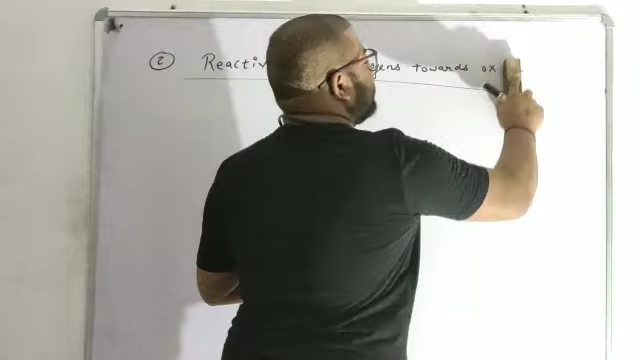 ② Reactiv gens towards ox